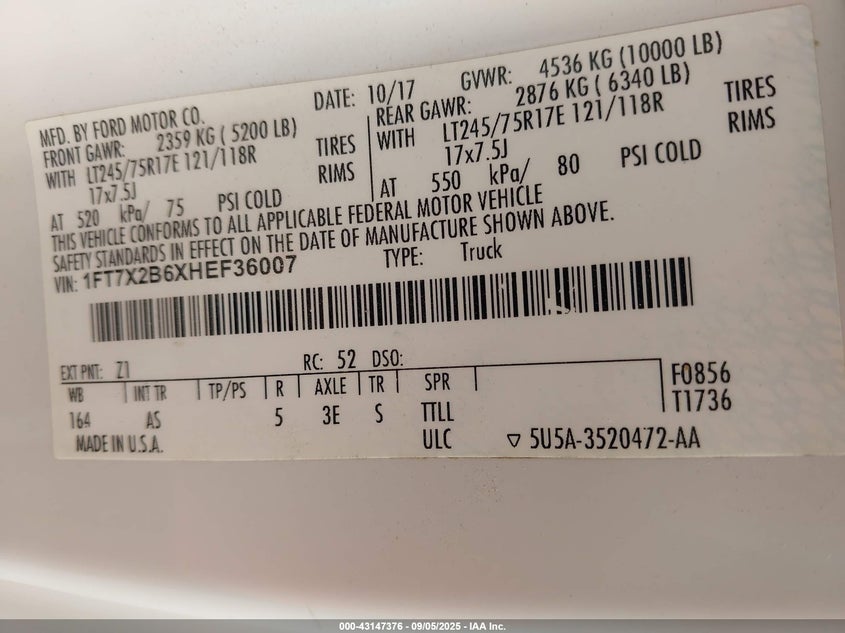 MFD. BY FORD MOTOR CO. DATE: 10/17 GVWR: 4536 KG (10000 LB)
FRONT GAWR: 2359 KG ( 5200 LB) REAR GAWR: 2876 KG ( 6340 LB)
WITH LT245/75R17E 121/118R TIRES WITH LT245/75R17E 121/118R TIRES
17x7.5J RIMS 17x7.5J RIMS
AT 520 kPa/ 75 PSI COLD AT 550 kPa/ 80 PSI COLD
THIS VEHICLE CONFORMS TO ALL APPLICABLE FEDERAL MOTOR VEHICLE
SAFETY STANDARDS IN EFFECT ON THE DATE OF MANUFACTURE SHOWN ABOVE.
VIN: 1FT7X2B6XHEF36007 TYPE: Truck
EXT PNT: Z1 RC: 52 DSO:
WB INT TR TP/PS R AXLE TR SPR F0856
164 AS 5 3E S TTLL T1736
MADE IN U.S.A. ULC ▽ 5U5A-3520472-AA
000-43147376 - 09/05/2025 - IAA Inc.